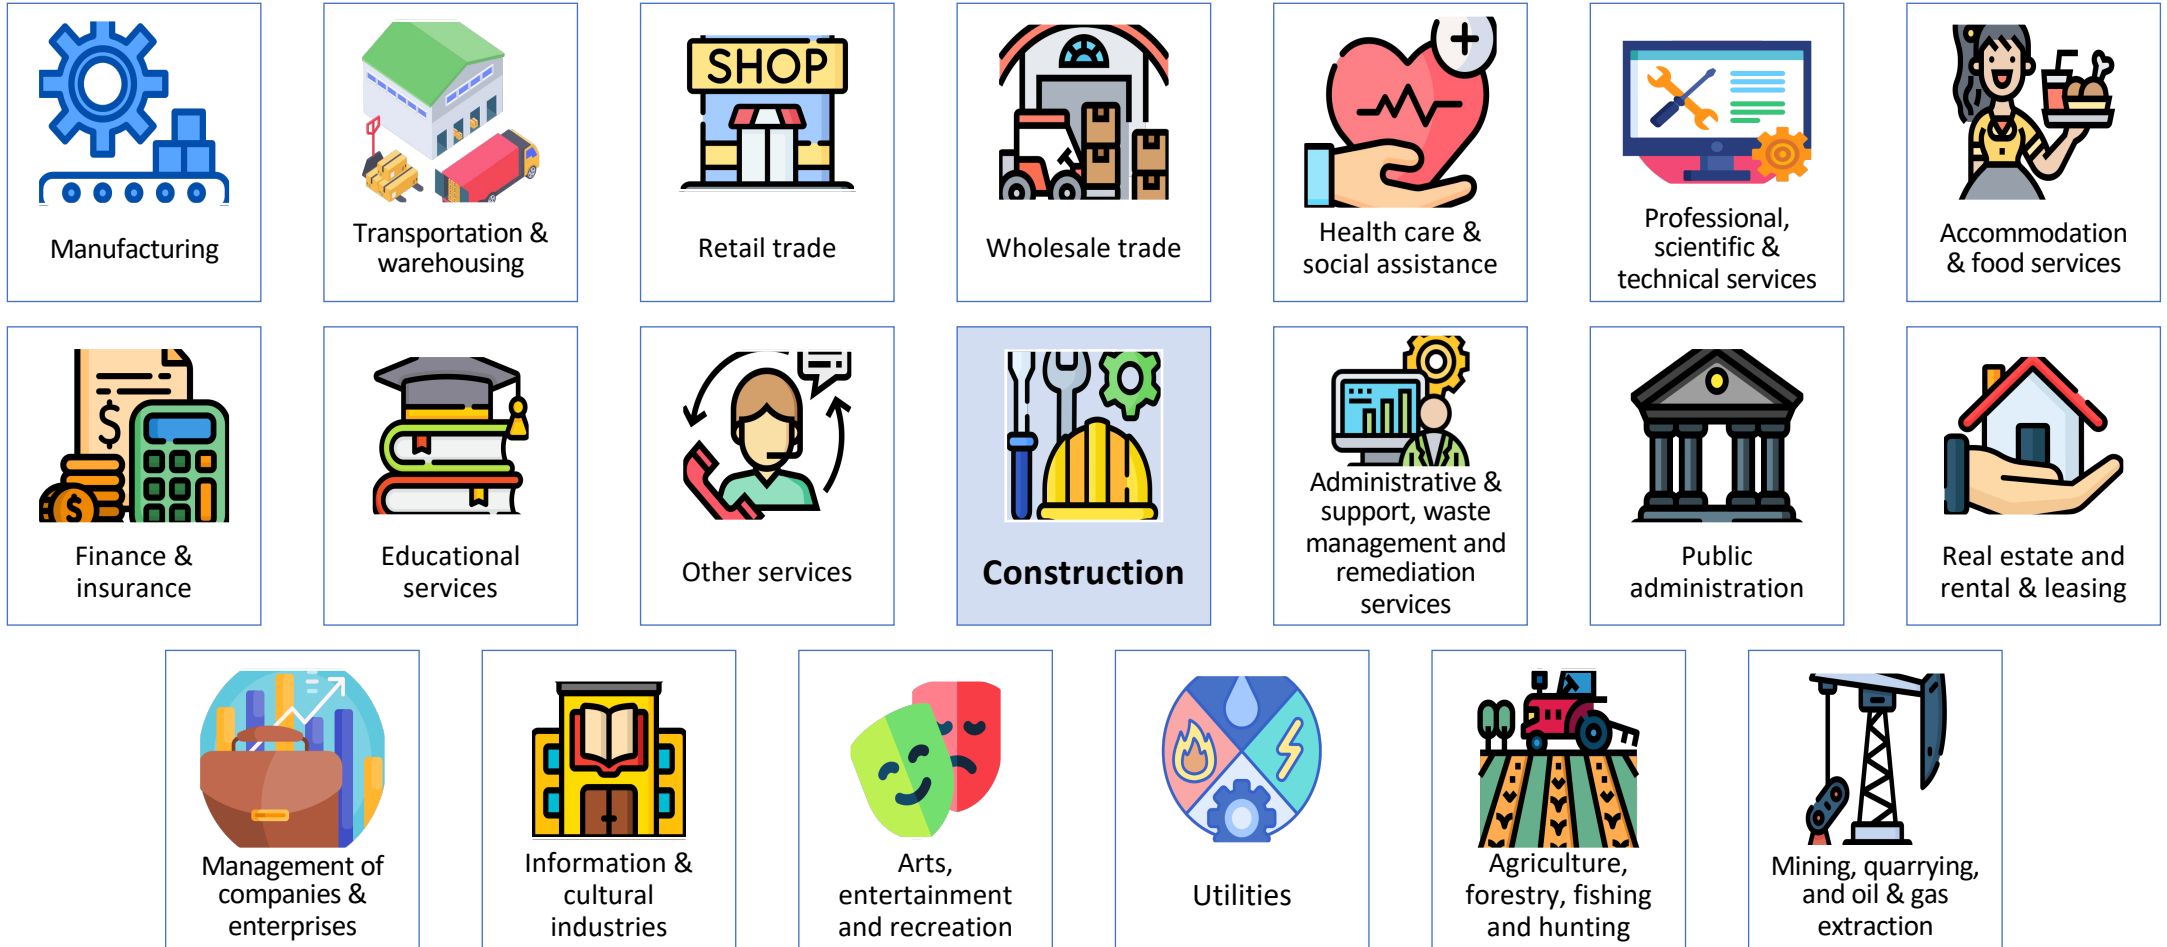 Manufacturing
Transportation &
warehousing
SHOP
Retail trade
Wholesale trade
Health care &
social assistance
Professional,
scientific &
technical services
Accommodation
& food services
$
$
Finance &
insurance
Educational
services
Other services
Construction
Administrative &
support, waste
management and
remediation
services
Public
administration
Real estate and
rental & leasing
Management of
companies &
enterprises
Information &
cultural
industries
Arts,
entertainment
and recreation
Utilities
Agriculture,
forestry, fishing
and hunting
Mining, quarrying,
and oil & gas
extraction